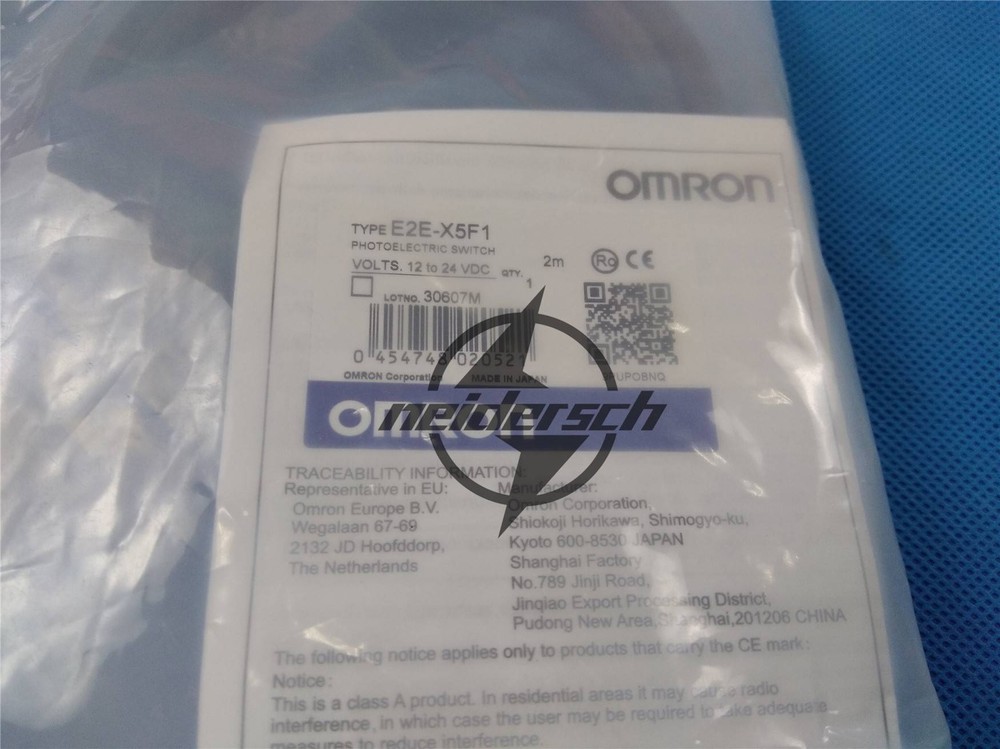 OMRON
TYPE E2E-X5F1
PHOTOELECTRIC SWITCH
VOLTS. 12 to 24 VDC QTY. 1 2m
LOTNO. 30607M
0 454748 020521
OMRON Corporation MADE IN JAPAN
OMRON
neidersch
TRACEABILITY INFORMATION:
Representative in EU:
Omron Europe B.V.
Wegalaan 67-69
2132 JD Hoofddorp,
The Netherlands
Manufacturer:
Omron Corporation,
Shiokoji Horikawa, Shimogyo-ku,
Kyoto 600-8530 JAPAN
Shanghai Factory
No.789 Jinji Road,
Jinqiao Export Processing District,
Pudong New Area,Shanghai,201206 CHINA
The following notice applies only to products that carry the CE mark:
Notice:
This is a class A product. In residential areas it may cause radio
interference, in which case the user may be required to take adequate
measures to reduce interference.